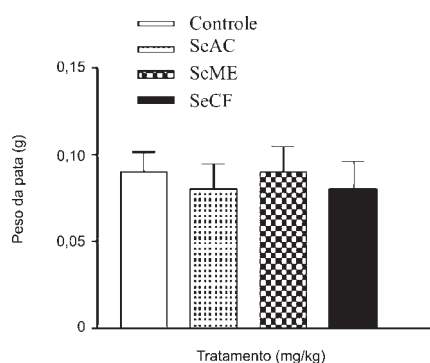 Controle
ScAC
ScME
SeCF
0,15
0,10
0,05
0
Peso da pata (g)
Tratamento (mg/kg)